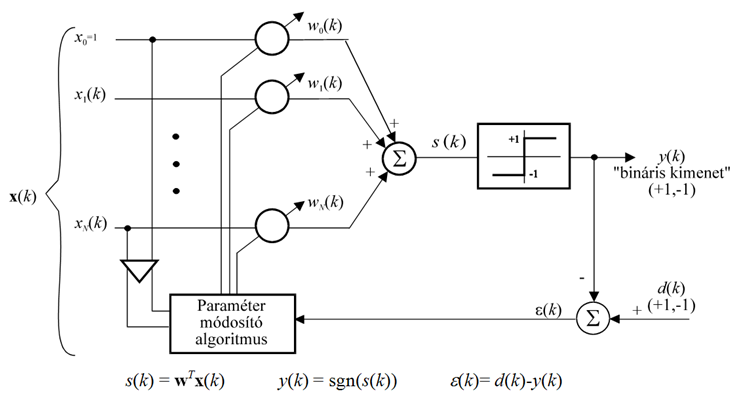 x₀=1
w₀(k)
x₁(k)
w₁(k)
+
+
+
Σ
s (k)
+1
-1
y(k)
"bináris kimenet"
(+1,-1)
x(k)
x_N(k)
w_N(k)
-
d(k)
+ (+1,-1)
Σ
ε(k)
Paraméter
módosító
algoritmus
s(k) = wᵀx(k) y(k) = sgn(s(k)) ε(k)= d(k)-y(k)